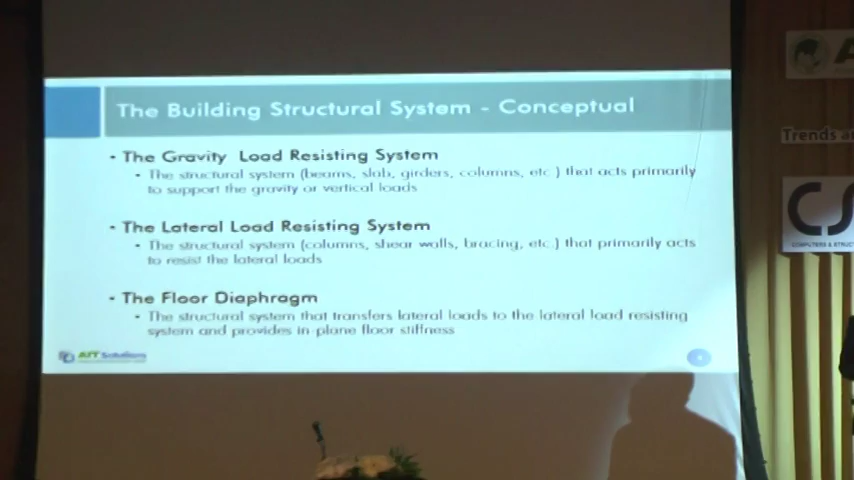 The Building Structural System - Conceptual
• The Gravity Load Resisting System
• The structural system (beams, slab, girders, columns, etc.) that acts primarily
to support the gravity or vertical loads
• The Lateral Load Resisting System
• The structural system (columns, shear walls, bracing, etc.) that primarily acts
to resist the lateral loads
• The Floor Diaphragm
• The structural system that transfers lateral loads to the lateral load resisting
system and provides in-plane floor stiffness
AIT Solutions
A
Trends a
CS
COMPUTERS & STRUC